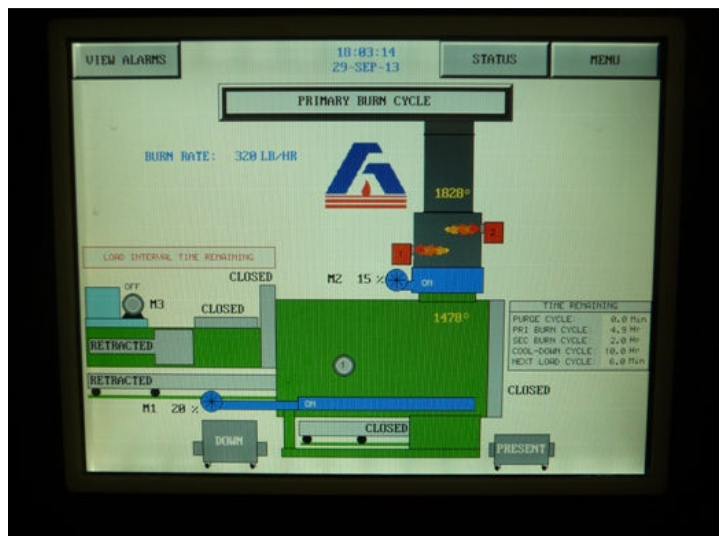 VIEW ALARMS
18:03:14
29-SEP-13
STATUS
MENU
PRIMARY BURN CYCLE
BURN RATE: 320 LB/HR
1828°
2
1
LOAD INTERVAL TIME REMAINING
CLOSED
M2 15 %
ON
OFF
M3
CLOSED
1478°
TIME REMAINING
PURGE CYCLE: 0.0 Min
PRI BURN CYCLE: 4.9 Hr
SEC BURN CYCLE: 2.0 Hr
COOL-DOWN CYCLE: 10.0 Hr
NEXT LOAD CYCLE: 6.0 Min
RETRACTED
1
RETRACTED
CLOSED
M1 20 %
ON
CLOSED
DOWN
PRESENT